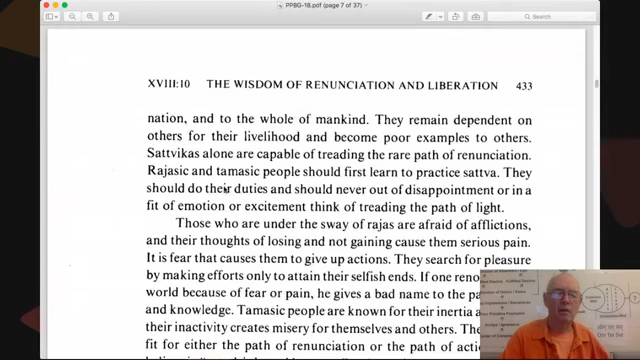 PPBG-18.pdf (page 7 of 37)
Search
XVIII:10 THE WISDOM OF RENUNCIATION AND LIBERATION 433
nation, and to the whole of mankind. They remain dependent on
others for their livelihood and become poor examples to others.
Sattvikas alone are capable of treading the rare path of renunciation.
Rajasic and tamasic people should first learn to practice sattva. They
should do their duties and should never out of disappointment or in a
fit of emotion or excitement think of treading the path of light.
Those who are under the sway of rajas are afraid of afflictions,
and their thoughts of losing and not gaining cause them serious pain.
It is fear that causes them to give up actions. They search for pleasure
by making efforts only to attain their selfish ends. If one reno
world because of fear or pain, he gives a bad name to the pa
and knowledge. Tamasic people are known for their inertia a
their inactivity creates misery for themselves and others. The
fit for either the path of renunciation or the path of actio
Om Tat Sat